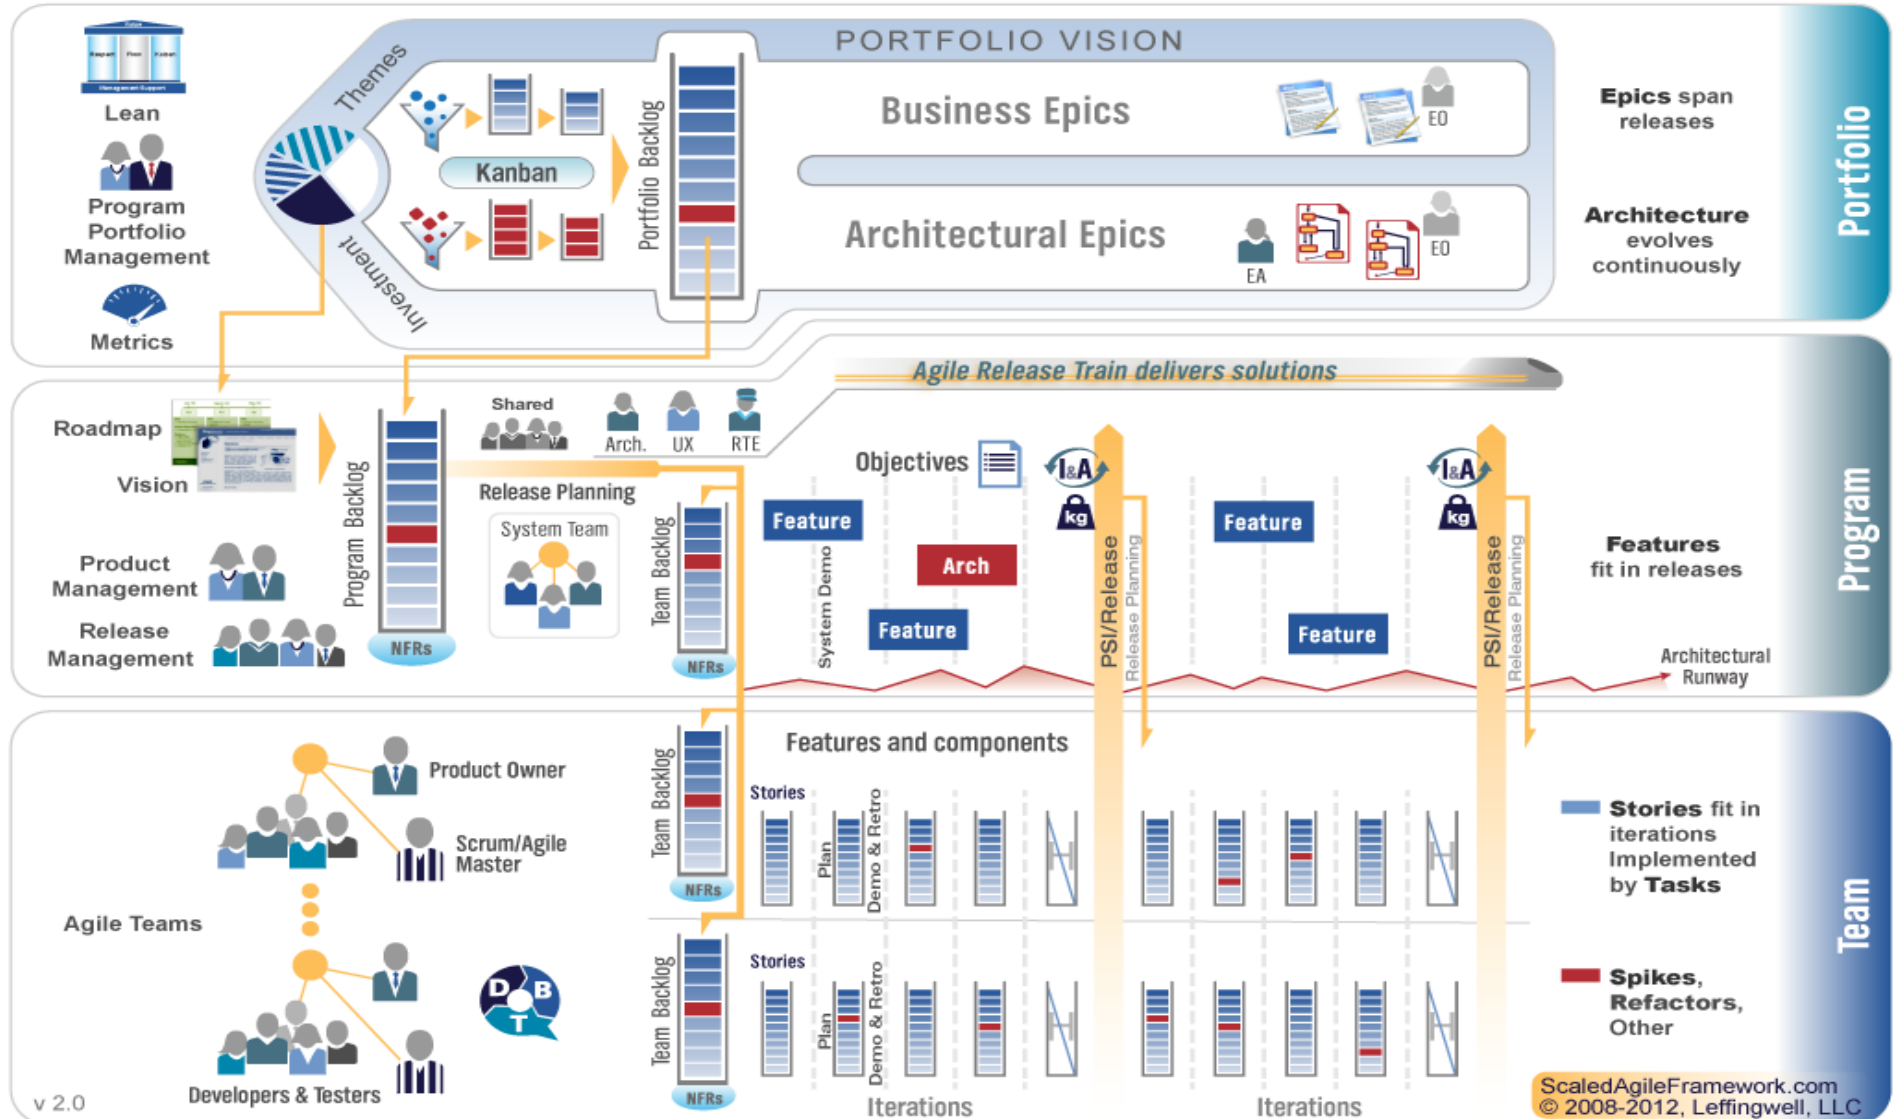 Value
Respect Flow Kaizen
Management Support
Lean
Program
Portfolio
Management
Metrics
Themes
Investment
Kanban
Portfolio Backlog
PORTFOLIO VISION
Business Epics
EO
Architectural Epics
EA
EO
Epics span
releases
Architecture
evolves
continuously
Portfolio
Roadmap
Vision
Product
Management
Release
Management
Program Backlog
NFRs
Shared
Arch.
UX
RTE
Release Planning
System Team
Team Backlog
NFRs
Agile Release Train delivers solutions
Objectives
I&A
kg
I&A
kg
Feature
System Demo
Arch
Feature
PSI/Release
Release Planning
Feature
Feature
PSI/Release
Release Planning
Architectural
Runway
Features
fit in releases
Program
Product Owner
Scrum/Agile
Master
Agile Teams
Developers & Testers
D B
T
v 2.0
Team Backlog
NFRs
Features and components
Stories
Plan
Demo & Retro
H
H
Team Backlog
NFRs
Stories
Plan
Demo & Retro
H
H
Iterations
Iterations
Stories fit in
iterations
Implemented
by Tasks
Spikes,
Refactors,
Other
Team
ScaledAgileFramework.com
© 2008-2012, Leffingwell, LLC